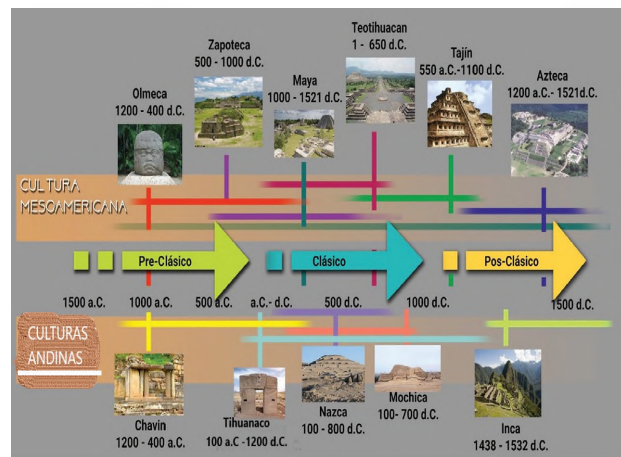 Teotihuacan
1 - 650 d.C.
Zapoteca
500 - 1000 d.C.
Tajín
550 a.C.-1100 d.C.
Maya
1000 - 1521 d.C.
Azteca
1200 a.C.- 1521d.C.
Olmeca
1200 - 400 d.C.
CULTURA
MESOAMERICANA
Pre-Clásico
Clásico
Pos-Clásico
1500 a.C.
1000 a.C.
500 d.C.
a.C.- d.C.
500 d.C.
1000 d.C.
1500 d.C.
CULTURAS
ANDINAS
Chavin
1200 - 400 a.C.
Tihuanaco
100 a.C -1200 d.C.
Nazca
100 - 800 d.C.
Mochica
100- 700 d.C.
Inca
1438 - 1532 d.C.